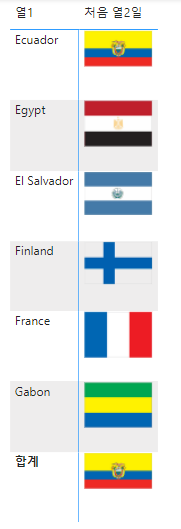 열1 처음 열2일
Ecuador
Egypt
El Salvador
Finland
France
Gabon
합계